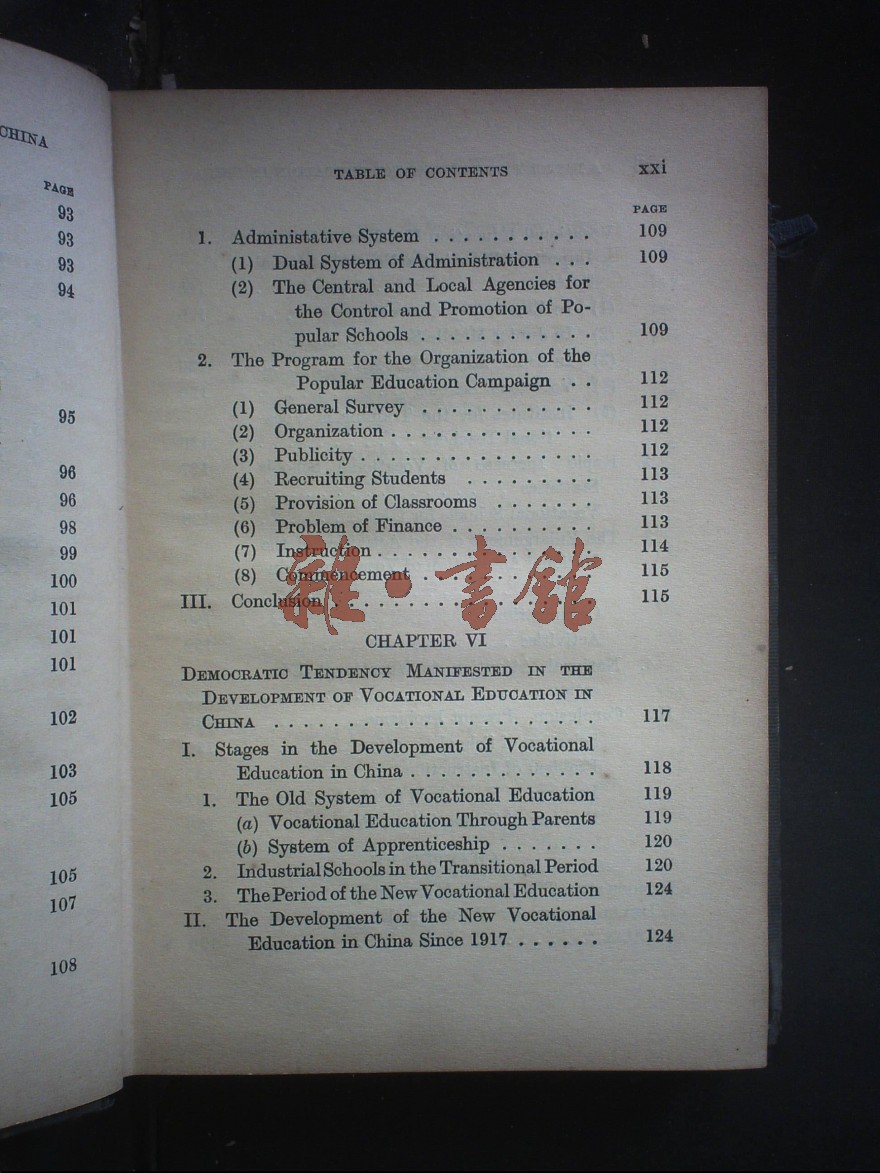 CHINA
PAGE
93
93
93
94
95
96
96
98
99
100
101
101
101
102
103
105
105
107
108
TABLE OF CONTENTS xxi
PAGE
1. Administative System . . . . . . . . . . . 109
(1) Dual System of Administration . . . 109
(2) The Central and Local Agencies for
the Control and Promotion of Po-
pular Schools . . . . . . . . . . . . 109
2. The Program for the Organization of the
Popular Education Campaign . . 112
(1) General Survey . . . . . . . . . . . . 112
(2) Organization . . . . . . . . . . . . . . 112
(3) Publicity . . . . . . . . . . . . . . . . 112
(4) Recruiting Students . . . . . . . . . 113
(5) Provision of Classrooms . . . . . . . 113
(6) Problem of Finance . . . . . . . . . . 113
(7) Instruction . . . . . . . . . . . . . . . 114
(8) Commencement . . . . . . . . . . . . 115
III. Conclusion . . . . . . . . . . . . . . . . . . 115
雜·書館
CHAPTER VI
DEMOCRATIC TENDENCY MANIFESTED IN THE
DEVELOPMENT OF VOCATIONAL EDUCATION IN
CHINA . . . . . . . . . . . . . . . . . . . . . . 117
I. Stages in the Development of Vocational
Education in China . . . . . . . . . . . . . 118
1. The Old System of Vocational Education 119
(a) Vocational Education Through Parents 119
(b) System of Apprenticeship . . . . . . . 120
2. Industrial Schools in the Transitional Period 120
3. The Period of the New Vocational Education 124
II. The Development of the New Vocational
Education in China Since 1917 . . . . . . 124